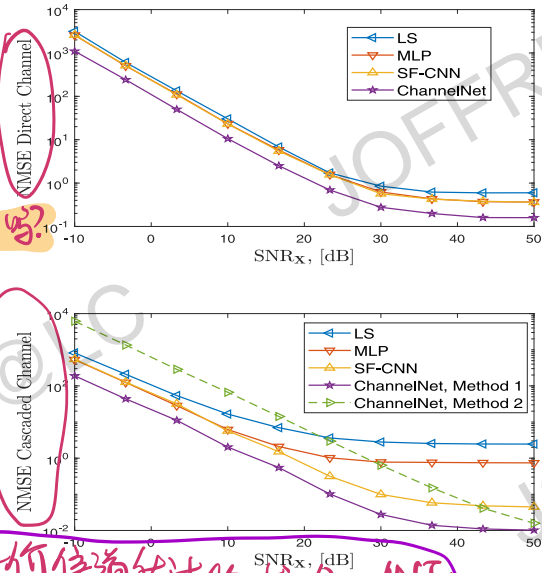 10^4
10^3
10^2
10^1
10^0
10^-1
NMSE Direct Channel
LS
MLP
SF-CNN
ChannelNet
-10 0 10 20 30 40 50
SNR_X, [dB]
JOFFR
@LC
10^4
10^2
10^0
10^-2
NMSE Cascaded Channel
LS
MLP
SF-CNN
ChannelNet, Method 1
ChannelNet, Method 2
-10 0 10 20 30 40 50
SNR_X, [dB]
J